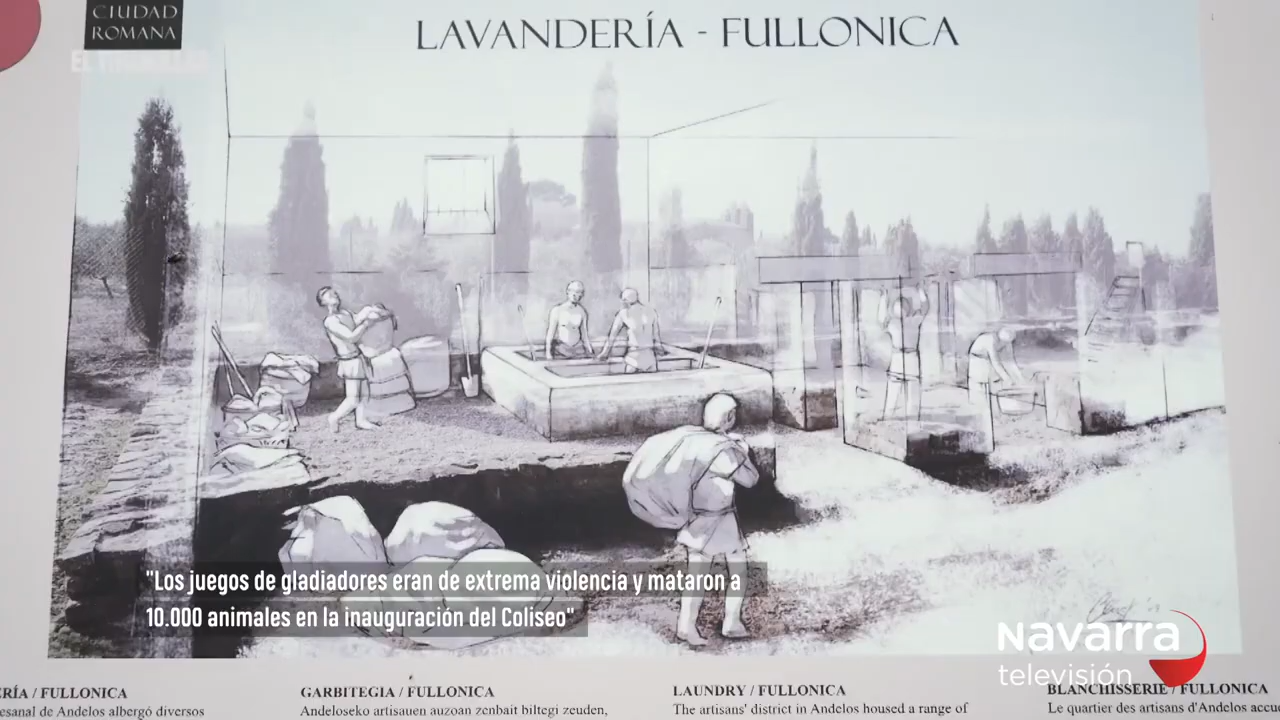 CIUDAD
ROMANA
LAVANDERÍA - FULLONICA
"Los juegos de gladiadores eran de extrema violencia y mataron a
10.000 animales en la inauguración del Coliseo"
Navarra
televisión
ERÍA / FULLONICA
esanal de Andelos albergó diversos
GARBITEGIA / FULLONICA
Andeloseko artisauen auzoan zenbait biltegi zeuden,
LAUNDRY / FULLONICA
The artisans' district in Andelos housed a range of
BLANCHISSERIE / FULLONICA
Le quartier des artisans d'Andelos accue